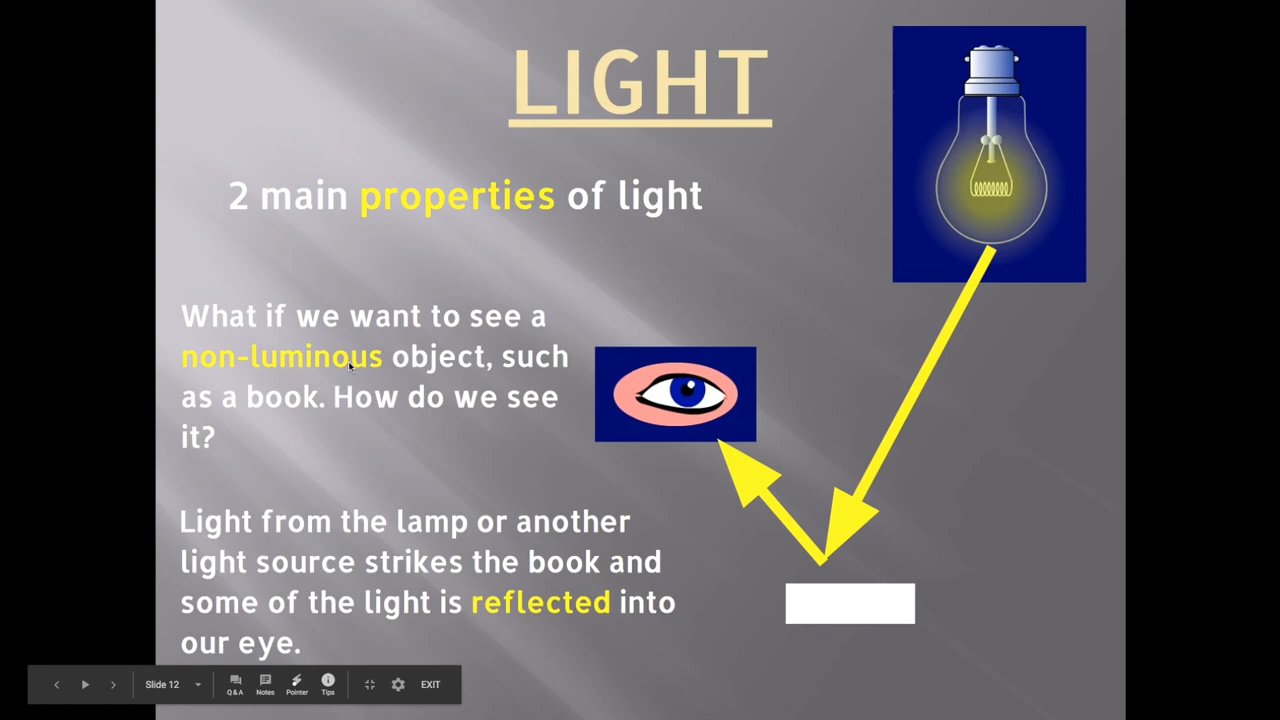 LIGHT
2 main properties of light
What if we want to see a
non-luminous object, such
as a book. How do we see
it?
Light from the lamp or another
light source strikes the book and
some of the light is reflected into
our eye.
Slide 12
Q&A
Notes
Pointer
Tips
EXIT